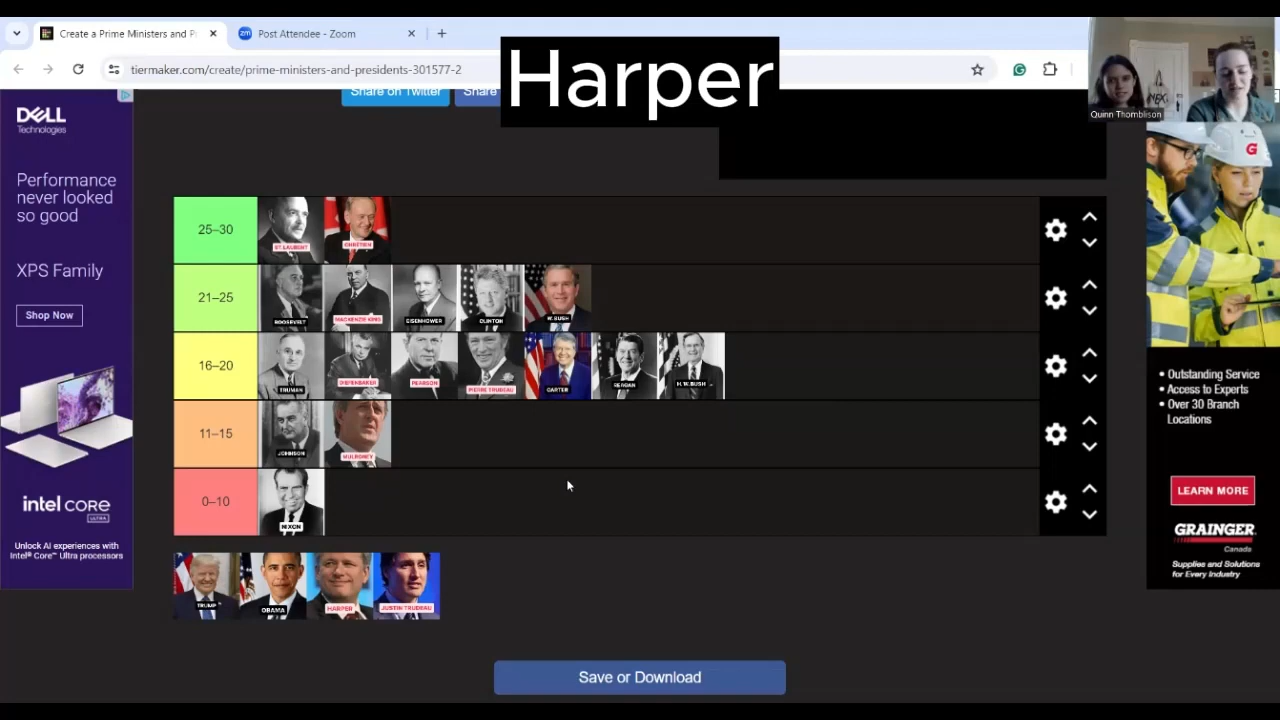 Create a Prime Ministers and P
Post Attendee - Zoom
tiermaker.com/create/prime-ministers-and-presidents-301577-2
Harper
Quinn Thomblison
Share on Twitter
Share
DELL
Technologies
Performance
never looked
so good
XPS Family
Shop Now
intel core
ULTRA
Unlock AI experiences with
Intel® Core™ Ultra processors
25–30
ST. LAURENT
CHRETIEN
21–25
ROOSEVELT
MACKENZIE KING
EISENHOWER
CLINTON
W. BUSH
16–20
TRUMAN
DIEFENBAKER
PEARSON
PIERRE TRUDEAU
CARTER
REAGAN
H. W. BUSH
11–15
JOHNSON
MULRONEY
0–10
NIXON
TRUMP
OBAMA
HARPER
JUSTIN TRUDEAU
Save or Download
G
• Outstanding Service
• Access to Experts
• Over 30 Branch
Locations
LEARN MORE
GRAINGER
Canada
Supplies and Solutions
for Every Industry